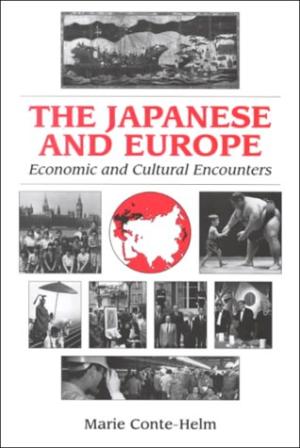 THE JAPANESE
AND EUROPE
Economic and Cultural Encounters
Marie Conte-Helm